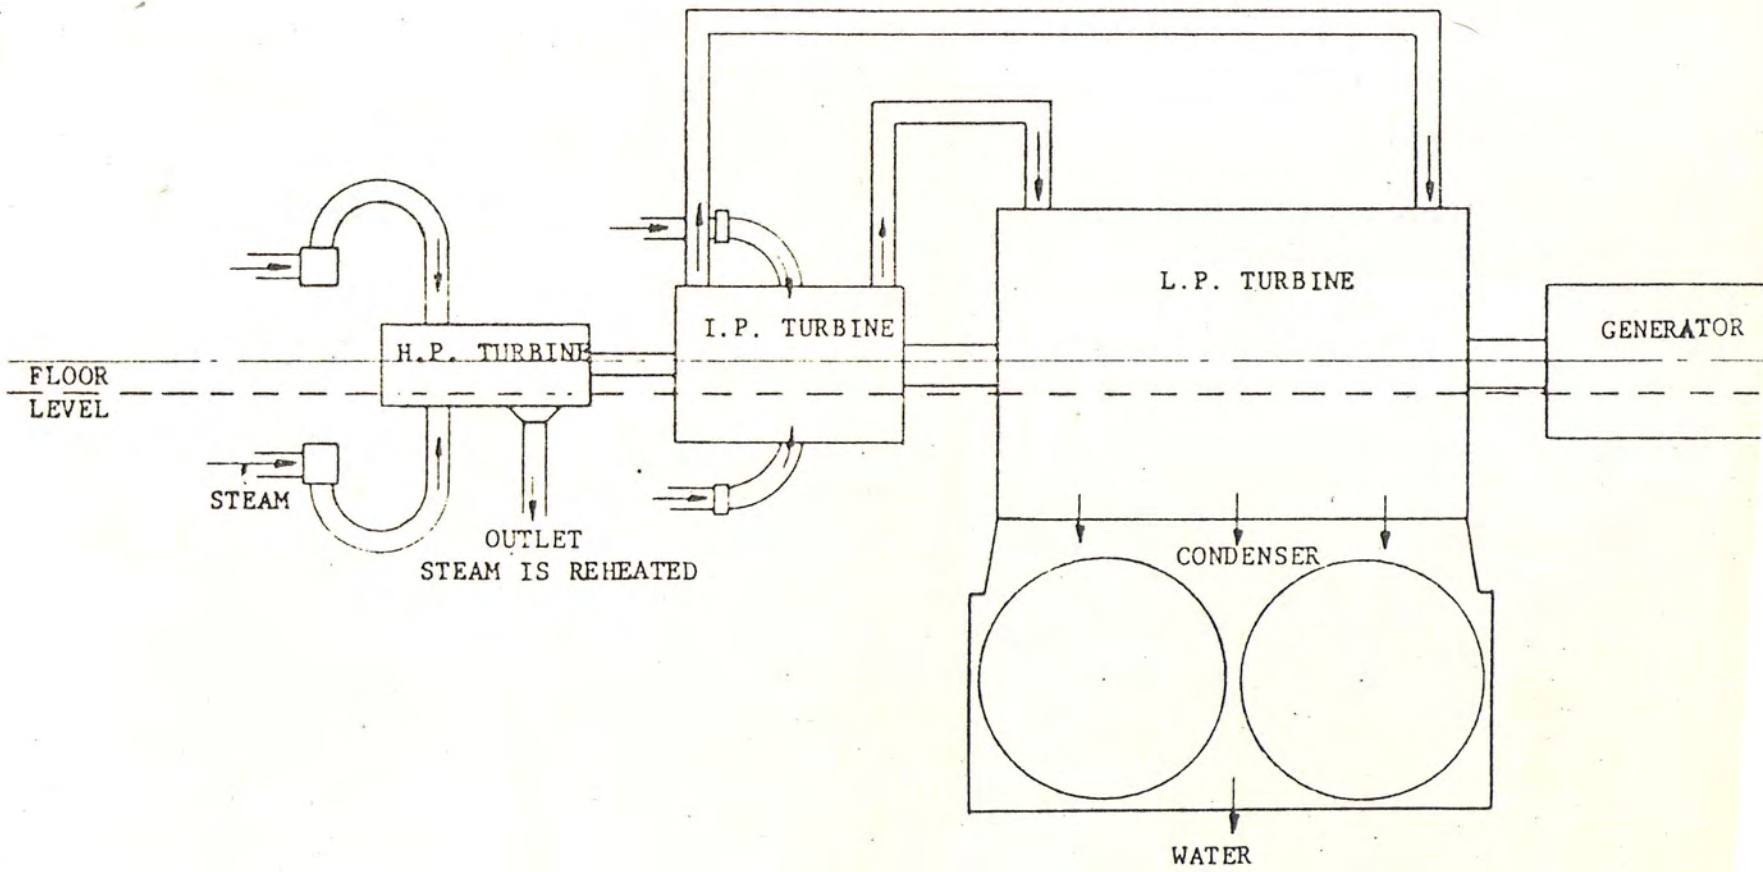 L.P. TURBINE
I.P. TURBINE
GENERATOR
H.P. TURBINE
FLOOR
LEVEL
STEAM
OUTLET
STEAM IS REHEATED
CONDENSER
WATER